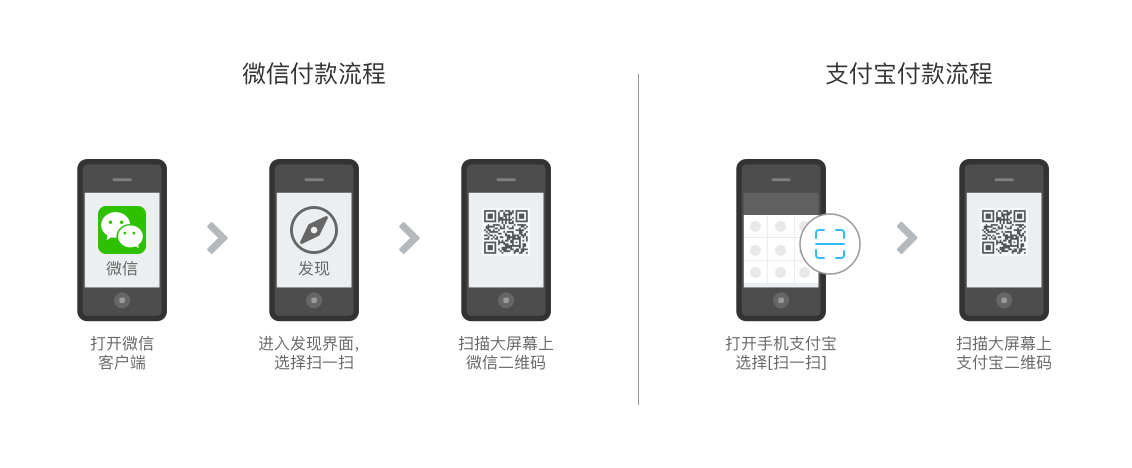 微信付款流程
微信
打开微信
客户端
发现
进入发现界面,
选择扫一扫
扫描大屏幕上
微信二维码
支付宝付款流程
打开手机支付宝
选择[扫一扫]
扫描大屏幕上
支付宝二维码